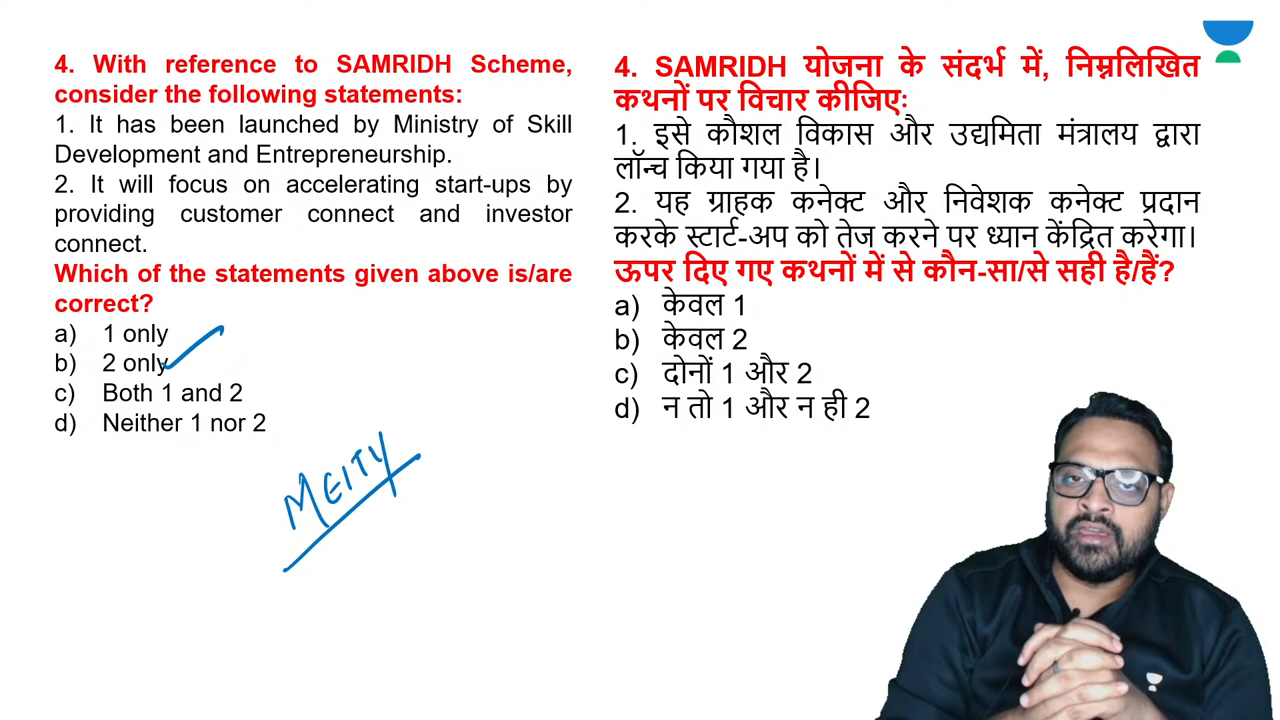 4. With reference to SAMRIDH Scheme,
consider the following statements:
1. It has been launched by Ministry of Skill
Development and Entrepreneurship.
2. It will focus on accelerating start-ups by
providing customer connect and investor
connect.
Which of the statements given above is/are
correct?
a) 1 only
b) 2 only
c) Both 1 and 2
d) Neither 1 nor 2
MEITY
4. SAMRIDH योजना के संदर्भ में, निम्नलिखित
कथनों पर विचार कीजिएः
1. इसे कौशल विकास और उद्यमिता मंत्रालय द्वारा
लॉन्च किया गया है।
2. यह ग्राहक कनेक्ट और निवेशक कनेक्ट प्रदान
करके स्टार्ट-अप को तेज करने पर ध्यान केंद्रित करेगा।
ऊपर दिए गए कथनों में से कौन-सा/से सही है/हैं?
a) केवल 1
b) केवल 2
c) दोनों 1 और 2
d) न तो 1 और न ही 2